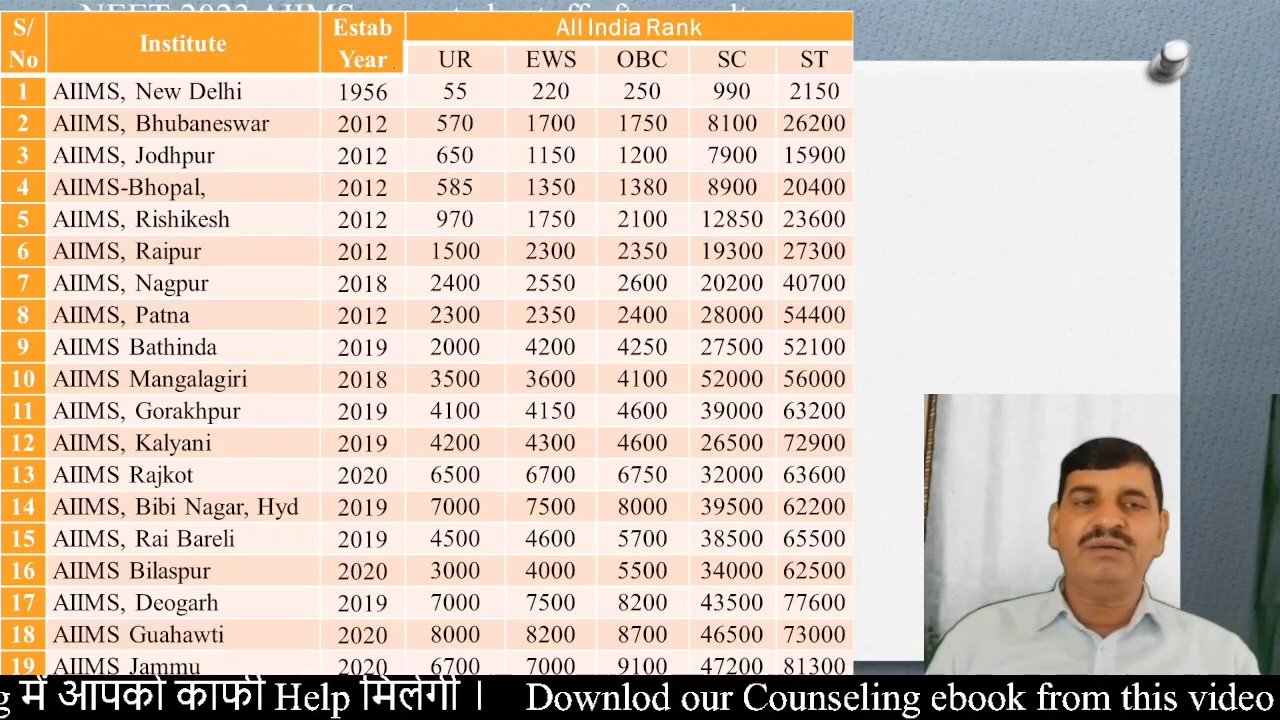 S/ No Institute Estab Year All India Rank
UR EWS OBC SC ST
1 AIIMS, New Delhi 1956 55 220 250 990 2150
2 AIIMS, Bhubaneswar 2012 570 1700 1750 8100 26200
3 AIIMS, Jodhpur 2012 650 1150 1200 7900 15900
4 AIIMS-Bhopal, 2012 585 1350 1380 8900 20400
5 AIIMS, Rishikesh 2012 970 1750 2100 12850 23600
6 AIIMS, Raipur 2012 1500 2300 2350 19300 27300
7 AIIMS, Nagpur 2018 2400 2550 2600 20200 40700
8 AIIMS, Patna 2012 2300 2350 2400 28000 54400
9 AIIMS Bathinda 2019 2000 4200 4250 27500 52100
10 AIIMS Mangalagiri 2018 3500 3600 4100 52000 56000
11 AIIMS, Gorakhpur 2019 4100 4150 4600 39000 63200
12 AIIMS, Kalyani 2019 4200 4300 4600 26500 72900
13 AIIMS Rajkot 2020 6500 6700 6750 32000 63600
14 AIIMS, Bibi Nagar, Hyd 2019 7000 7500 8000 39500 62200
15 AIIMS, Rai Bareli 2019 4500 4600 5700 38500 65500
16 AIIMS Bilaspur 2020 3000 4000 5500 34000 62500
17 AIIMS, Deogarh 2019 7000 7500 8200 43500 77600
18 AIIMS Guahawti 2020 8000 8200 8700 46500 73000
19 AIIMS Jammu 2020 6700 7000 9100 47200 81300
g में आपको काफी Help मिलेगी । Downlod our Counseling ebook from this video